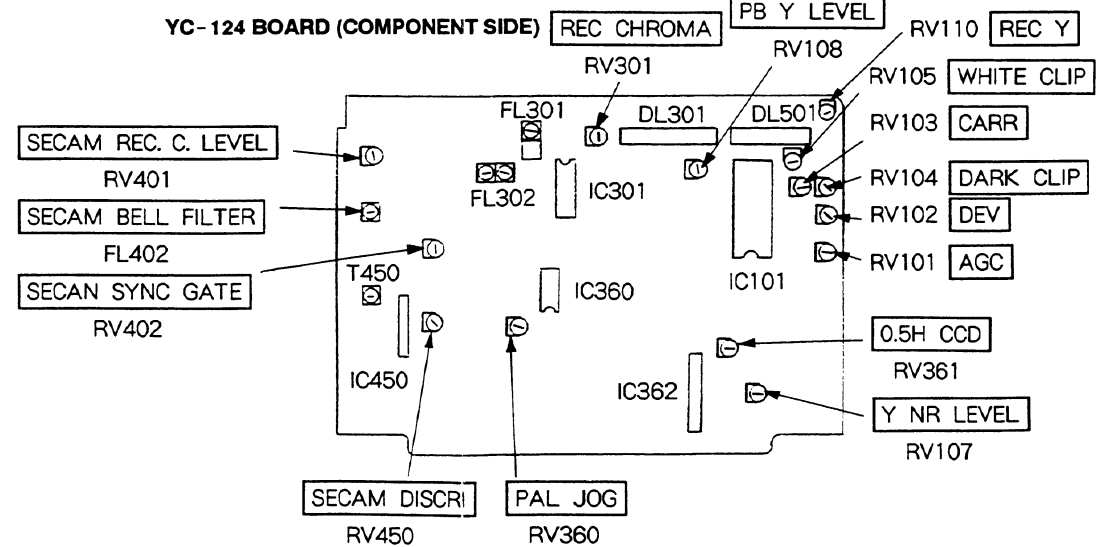 YC-124 BOARD (COMPONENT SIDE)
REC CHROMA
RV301
PB Y LEVEL
RV108
RV110 REC Y
RV105 WHITE CLIP
RV103 CARR
RV104 DARK CLIP
RV102 DEV
RV101 AGC
SECAM REC. C. LEVEL
RV401
SECAM BELL FILTER
FL402
SECAN SYNC GATE
RV402
FL301
DL301
DL501
FL302
IC301
T450
IC360
IC101
IC450
IC362
0.5H CCD
RV361
Y NR LEVEL
RV107
SECAM DISCRI
RV450
PAL JOG
RV360